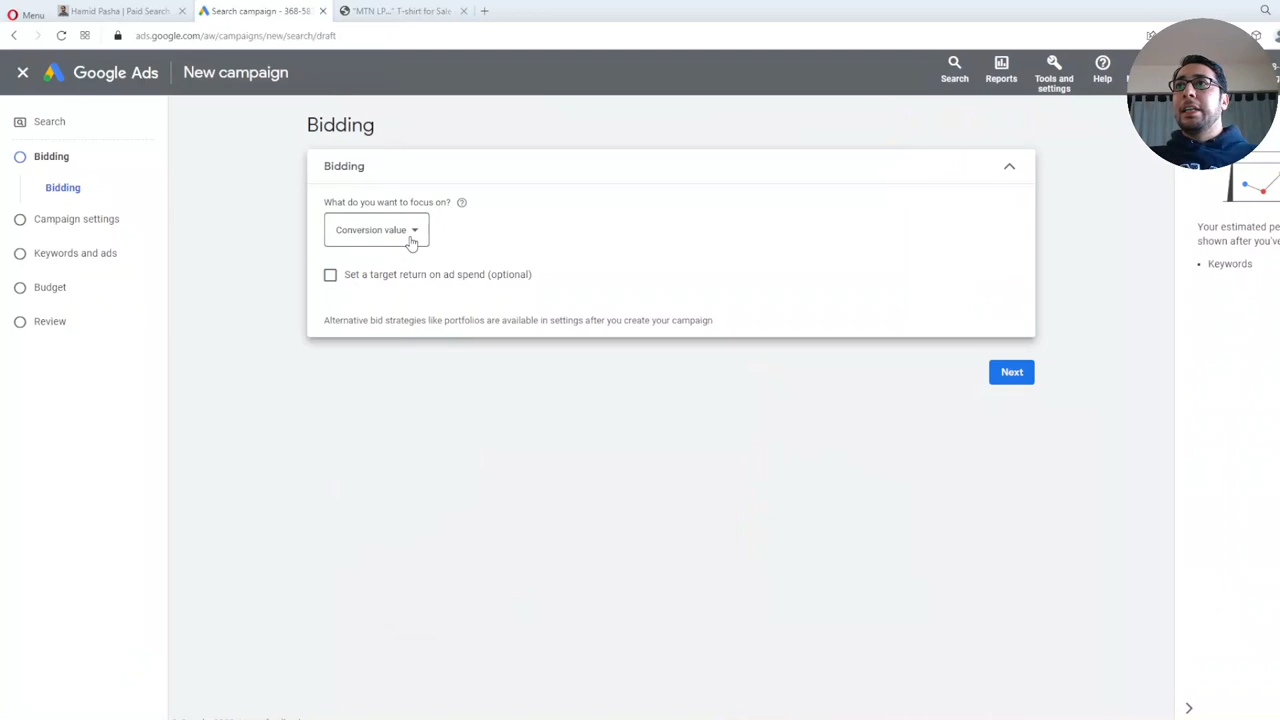 Menu
Hamid Pasha | Paid Search
Search campaign - 368-58
"MTN LP..." T-shirt for Sale
ads.google.com/aw/campaigns/new/search/draft
Google Ads
New campaign
Search
Reports
Tools and
settings
Help
Search
Bidding
Bidding
Campaign settings
Keywords and ads
Budget
Review
Bidding
Bidding
What do you want to focus on?
Conversion value
Set a target return on ad spend (optional)
Alternative bid strategies like portfolios are available in settings after you create your campaign
Next
Your estimated pe
shown after you've
• Keywords